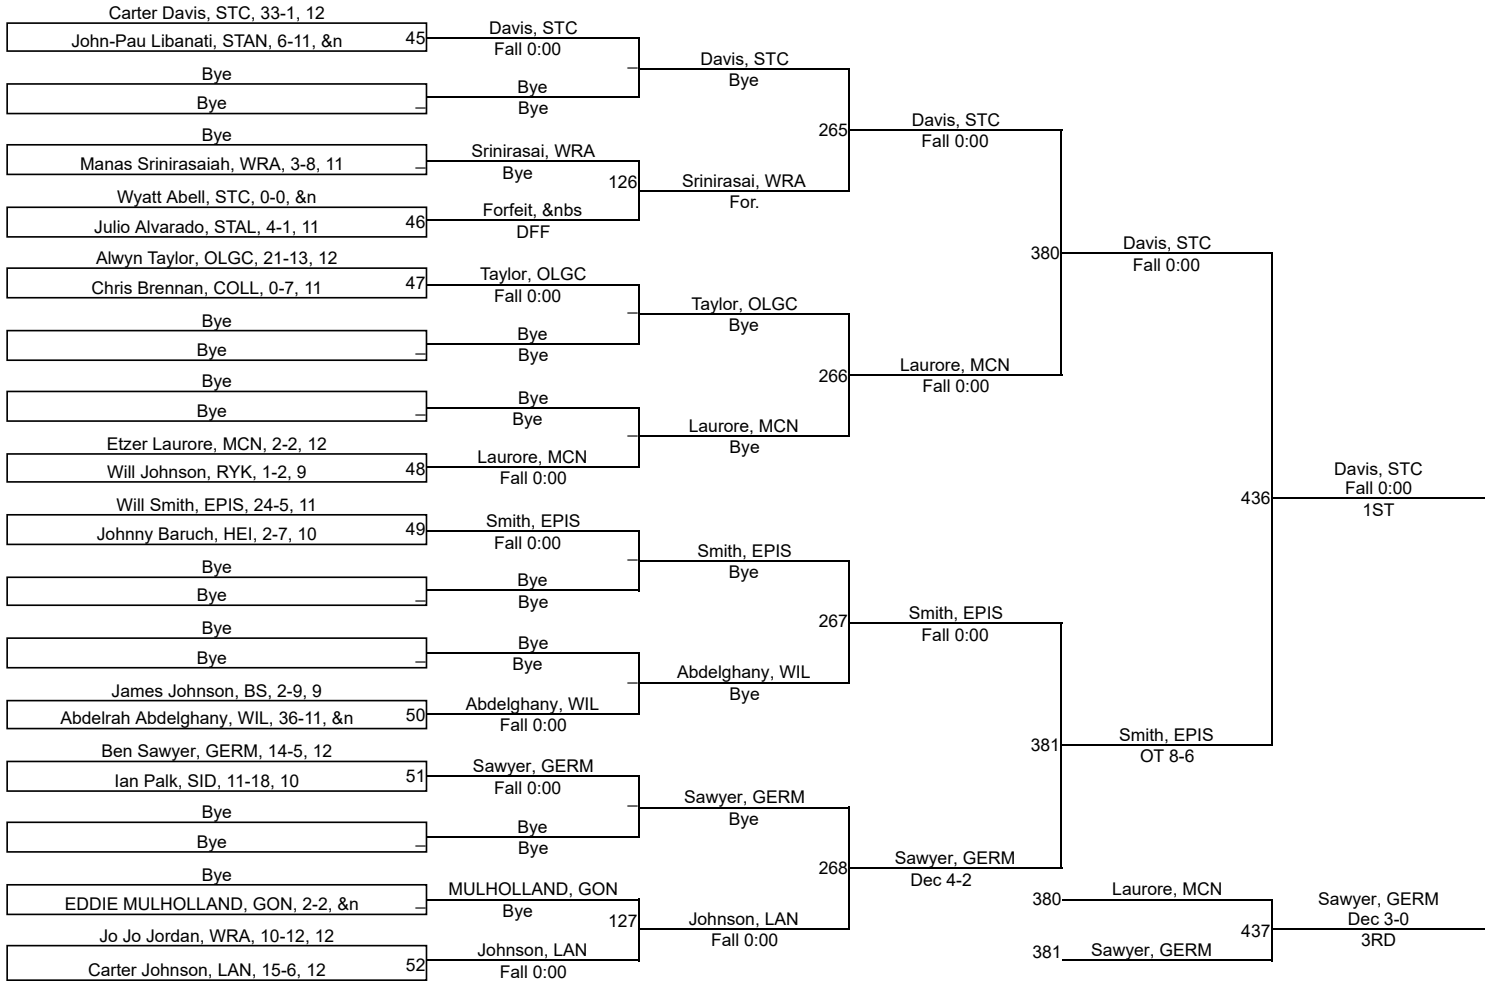 Carter Davis, STC, 33-1, 12
John-Pau Libanati, STAN, 6-11, &n
45
Bye
Bye
_
Bye
Manas Srinirasaiah, WRA, 3-8, 11
_
Wyatt Abell, STC, 0-0, &n
Julio Alvarado, STAL, 4-1, 11
46
Alwyn Taylor, OLGC, 21-13, 12
Chris Brennan, COLL, 0-7, 11
47
Bye
Bye
_
Bye
Bye
_
Etzer Laurore, MCN, 2-2, 12
Will Johnson, RYK, 1-2, 9
48
Will Smith, EPIS, 24-5, 11
Johnny Baruch, HEI, 2-7, 10
49
Bye
Bye
_
Bye
Bye
_
James Johnson, BS, 2-9, 9
Abdelrah Abdelghany, WIL, 36-11, &n
50
Ben Sawyer, GERM, 14-5, 12
Ian Palk, SID, 11-18, 10
51
Bye
Bye
_
Bye
EDDIE MULHOLLAND, GON, 2-2, &n
_
Jo Jo Jordan, WRA, 10-12, 12
Carter Johnson, LAN, 15-6, 12
52
Davis, STC
Fall 0:00
_
Bye
Bye
Srinirasai, WRA
Bye
126
Forfeit, &nbs
DFF
Taylor, OLGC
Fall 0:00
_
Bye
Bye
Bye
Bye
_
Laurore, MCN
Fall 0:00
Smith, EPIS
Fall 0:00
_
Bye
Bye
Bye
Bye
_
Abdelghany, WIL
Fall 0:00
Sawyer, GERM
Fall 0:00
_
Bye
Bye
MULHOLLAND, GON
Bye
127
Johnson, LAN
Fall 0:00
Davis, STC
Bye
265
Srinirasai, WRA
For.
Taylor, OLGC
Bye
266
Laurore, MCN
Bye
Smith, EPIS
Bye
267
Abdelghany, WIL
Bye
Sawyer, GERM
Bye
268
Johnson, LAN
Fall 0:00
Davis, STC
Fall 0:00
380
Laurore, MCN
Fall 0:00
Smith, EPIS
Fall 0:00
381
Sawyer, GERM
Dec 4-2
Davis, STC
Fall 0:00
436
Smith, EPIS
OT 8-6
Davis, STC
Fall 0:00
1ST
380
Laurore, MCN
437
381
Sawyer, GERM
Sawyer, GERM
Dec 3-0
3RD